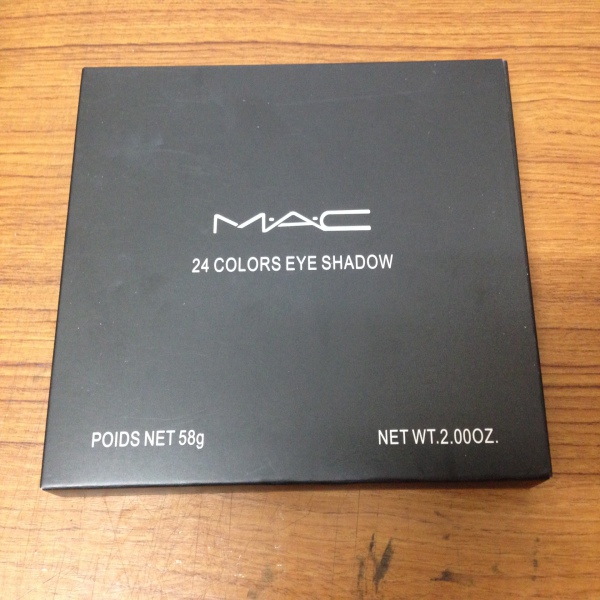 M·A·C
24 COLORS EYE SHADOW
POIDS NET 58g
NET WT.2.00OZ.